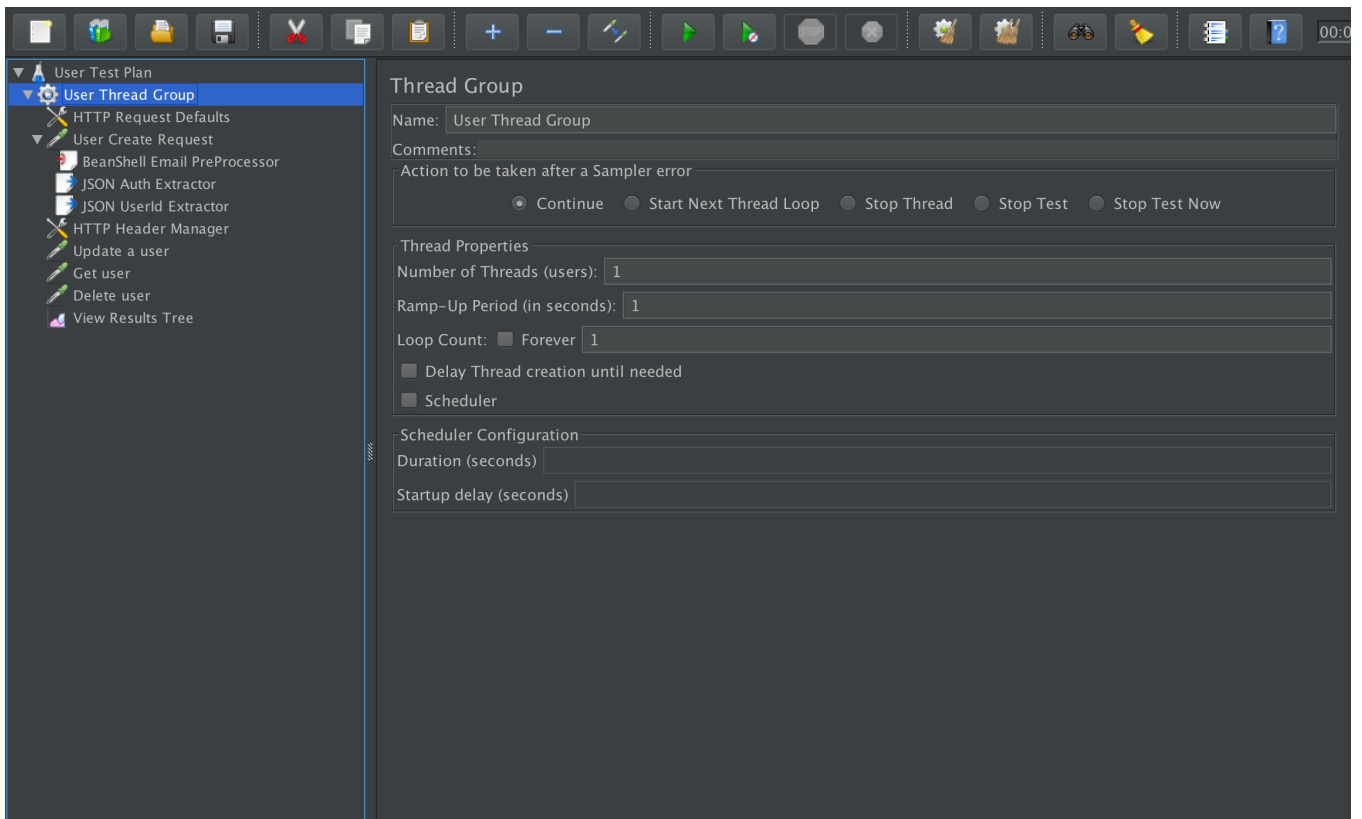 STOP
00:0
User Test Plan
User Thread Group
HTTP Request Defaults
User Create Request
BeanShell Email PreProcessor
JSON Auth Extractor
JSON UserId Extractor
HTTP Header Manager
Update a user
Get user
Delete user
View Results Tree
Thread Group
Name: User Thread Group
Comments:
Action to be taken after a Sampler error
Continue Start Next Thread Loop Stop Thread Stop Test Stop Test Now
Thread Properties
Number of Threads (users): 1
Ramp-Up Period (in seconds): 1
Loop Count: Forever 1
Delay Thread creation until needed
Scheduler
Scheduler Configuration
Duration (seconds)
Startup delay (seconds)